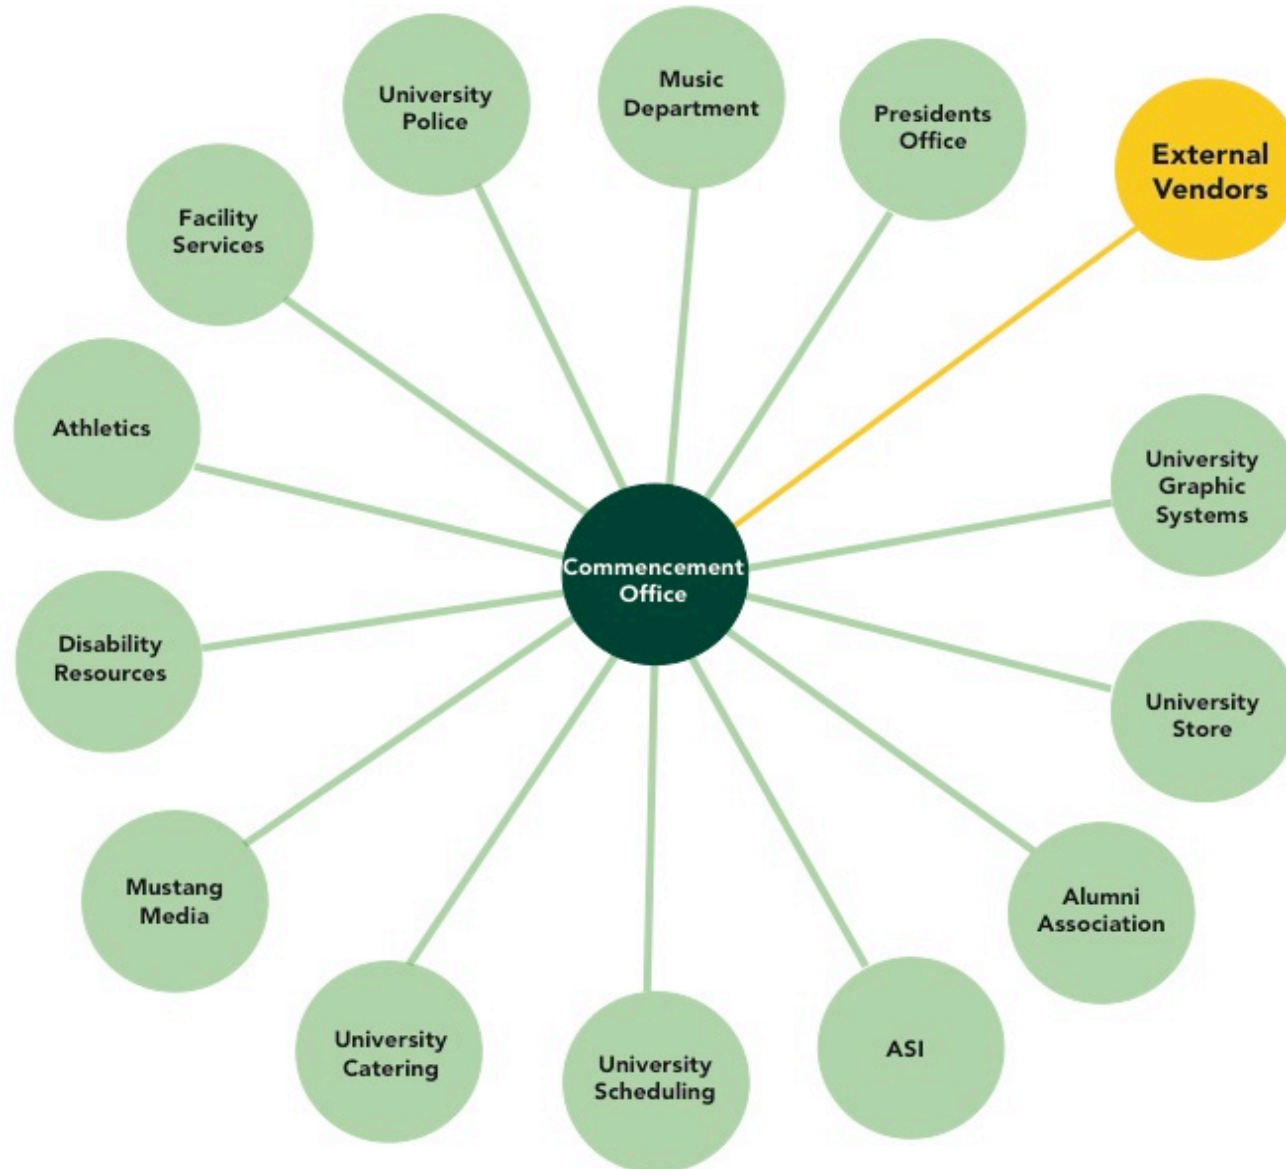 Music
Department
University
Police
Presidents
Office
External
Vendors
Facility
Services
Athletics
University
Graphic
Systems
Commencement
Office
Disability
Resources
University
Store
Mustang
Media
Alumni
Association
University
Catering
University
Scheduling
ASI